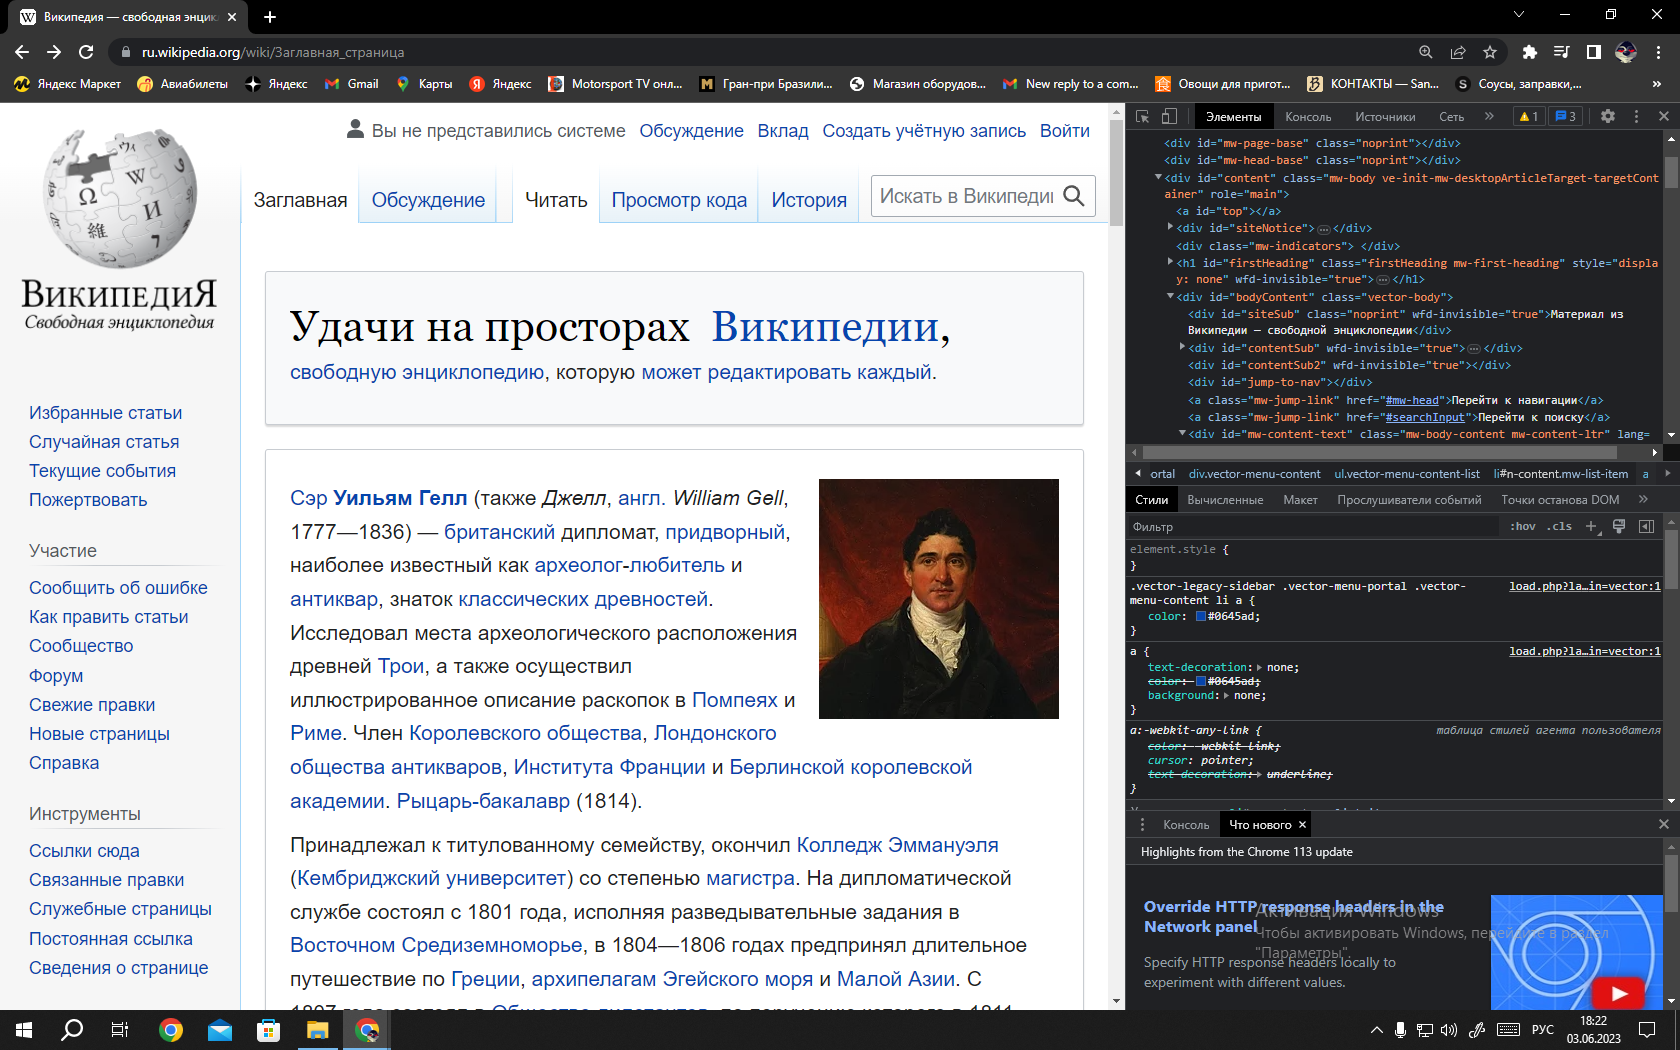 Википедия — свободная энцик
ru.wikipedia.org/wiki/Заглавная_страница
Яндекс Маркет
Авиабилеты
Яндекс
Gmail
Карты
Яндекс
Motorsport TV онл...
Гран-при Бразили...
Магазин оборудов...
New reply to a com...
Овощи для пригот...
КОНТАКТЫ — San...
Соусы, заправки,...
ВИКИПЕДИЯ
Свободная энциклопедия
Избранные статьи
Случайная статья
Текущие события
Пожертвовать
Участие
Сообщить об ошибке
Как править статьи
Сообщество
Форум
Свежие правки
Новые страницы
Справка
Инструменты
Ссылки сюда
Связанные правки
Служебные страницы
Постоянная ссылка
Сведения о странице
Вы не представились системе Обсуждение Вклад Создать учётную запись Войти
Заглавная Обсуждение Читать Просмотр кода История
Искать в Википеди
Удачи на просторах Википедии,
свободную энциклопедию, которую может редактировать каждый.
Сэр Уильям Гелл (также Джелл, англ. William Gell,
1777—1836) — британский дипломат, придворный,
наиболее известный как археолог-любитель и
антиквар, знаток классических древностей.
Исследовал места археологического расположения
древней Трои, а также осуществил
иллюстрированное описание раскопок в Помпеях и
Риме. Член Королевского общества, Лондонского
общества антикваров, Института Франции и Берлинской королевской
академии. Рыцарь-бакалавр (1814).
Принадлежал к титулованному семейству, окончил Колледж Эммануэля
(Кембриджский университет) со степенью магистра. На дипломатической
службе состоял с 1801 года, исполняя разведывательные задания в
Восточном Средиземноморье, в 1804—1806 годах предпринял длительное
путешествие по Греции, архипелагам Эгейского моря и Малой Азии. С
Элементы Консоль Источники Сеть » 1 3
<div id="mw-page-base" class="noprint"></div>
<div id="mw-head-base" class="noprint"></div>
<div id="content" class="mw-body ve-init-mw-desktopArticleTarget-targetCont
ainer" role="main">
<a id="top"></a>
<div id="siteNotice">…</div>
<div class="mw-indicators"> </div>
<h1 id="firstHeading" class="firstHeading mw-first-heading" style="displa
y: none" wfd-invisible="true">…</h1>
<div id="bodyContent" class="vector-body">
<div id="siteSub" class="noprint" wfd-invisible="true">Материал из
Википедии — свободной энциклопедии</div>
<div id="contentSub" wfd-invisible="true">…</div>
<div id="contentSub2" wfd-invisible="true"></div>
<div id="jump-to-nav"></div>
<a class="mw-jump-link" href="#mw-head">Перейти к навигации</a>
<a class="mw-jump-link" href="#searchInput">Перейти к поиску</a>
<div id="mw-content-text" class="mw-body-content mw-content-ltr" lang=
ortal div.vector-menu-content ul.vector-menu-content-list li#n-content.mw-list-item a
Стили Вычисленные Макет Прослушиватели событий Точки останова DOM »
Фильтр :hov .cls +
element.style {
}
.vector-legacy-sidebar .vector-menu-portal .vector- load.php?la…in=vector:1
menu-content li a {
color: #0645ad;
}
a { load.php?la…in=vector:1
text-decoration: none;
color: #0645ad;
background: none;
}
a:-webkit-any-link { таблица стилей агента пользователя
color: -webkit-link;
cursor: pointer;
text-decoration: underline;
}
Консоль Что нового
Highlights from the Chrome 113 update
Override HTTP response headers in the
Network panel
Specify HTTP response headers locally to
experiment with different values.
Активация Windows
Чтобы активировать Windows, перейдите в раздел
"Параметры".
РУС
18:22
03.06.2023